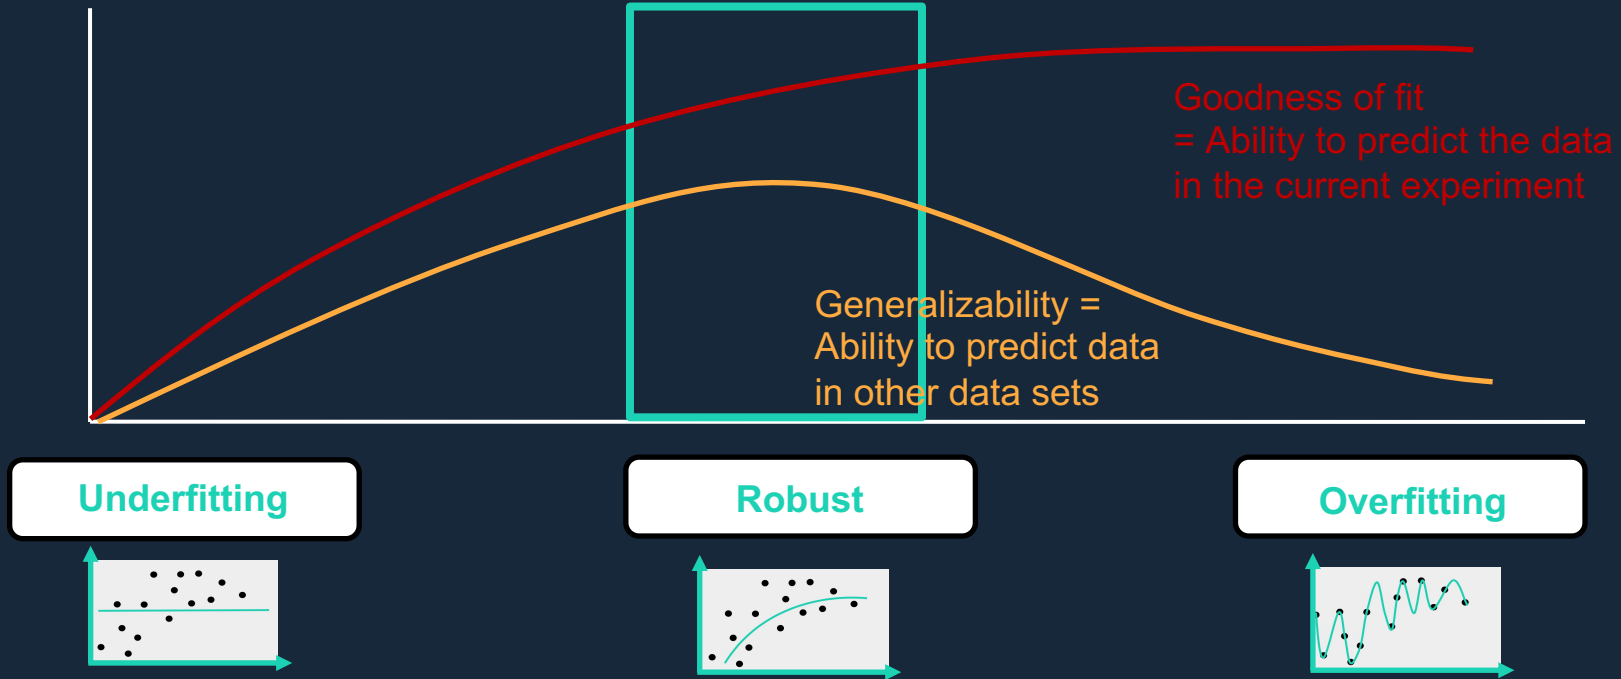 Goodness of fit
= Ability to predict the data
in the current experiment
Generalizability =
Ability to predict data
in other data sets
Underfitting
Robust
Overfitting